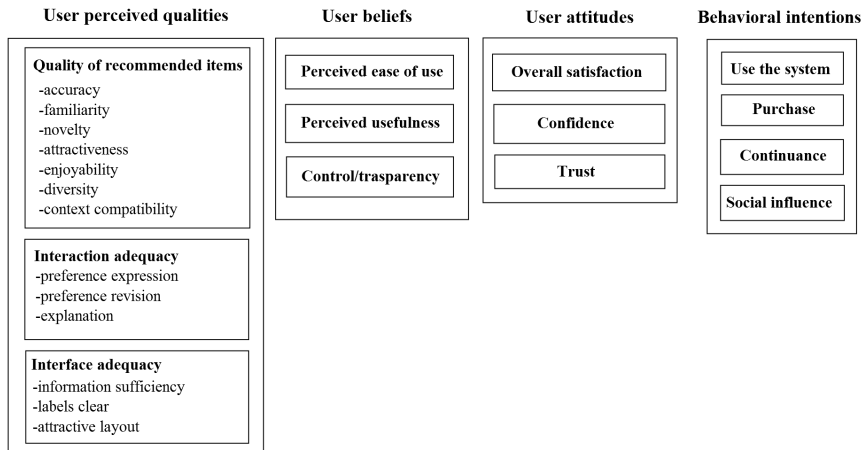 User perceived qualities
Quality of recommended items
-accuracy
-familiarity
-novelty
-attractiveness
-enjoyability
-diversity
-context compatibility
Interaction adequacy
-preference expression
-preference revision
-explanation
Interface adequacy
-information sufficiency
-labels clear
-attractive layout
User beliefs
Perceived ease of use
Perceived usefulness
Control/trasparency
User attitudes
Overall satisfaction
Confidence
Trust
Behavioral intentions
Use the system
Purchase
Continuance
Social influence